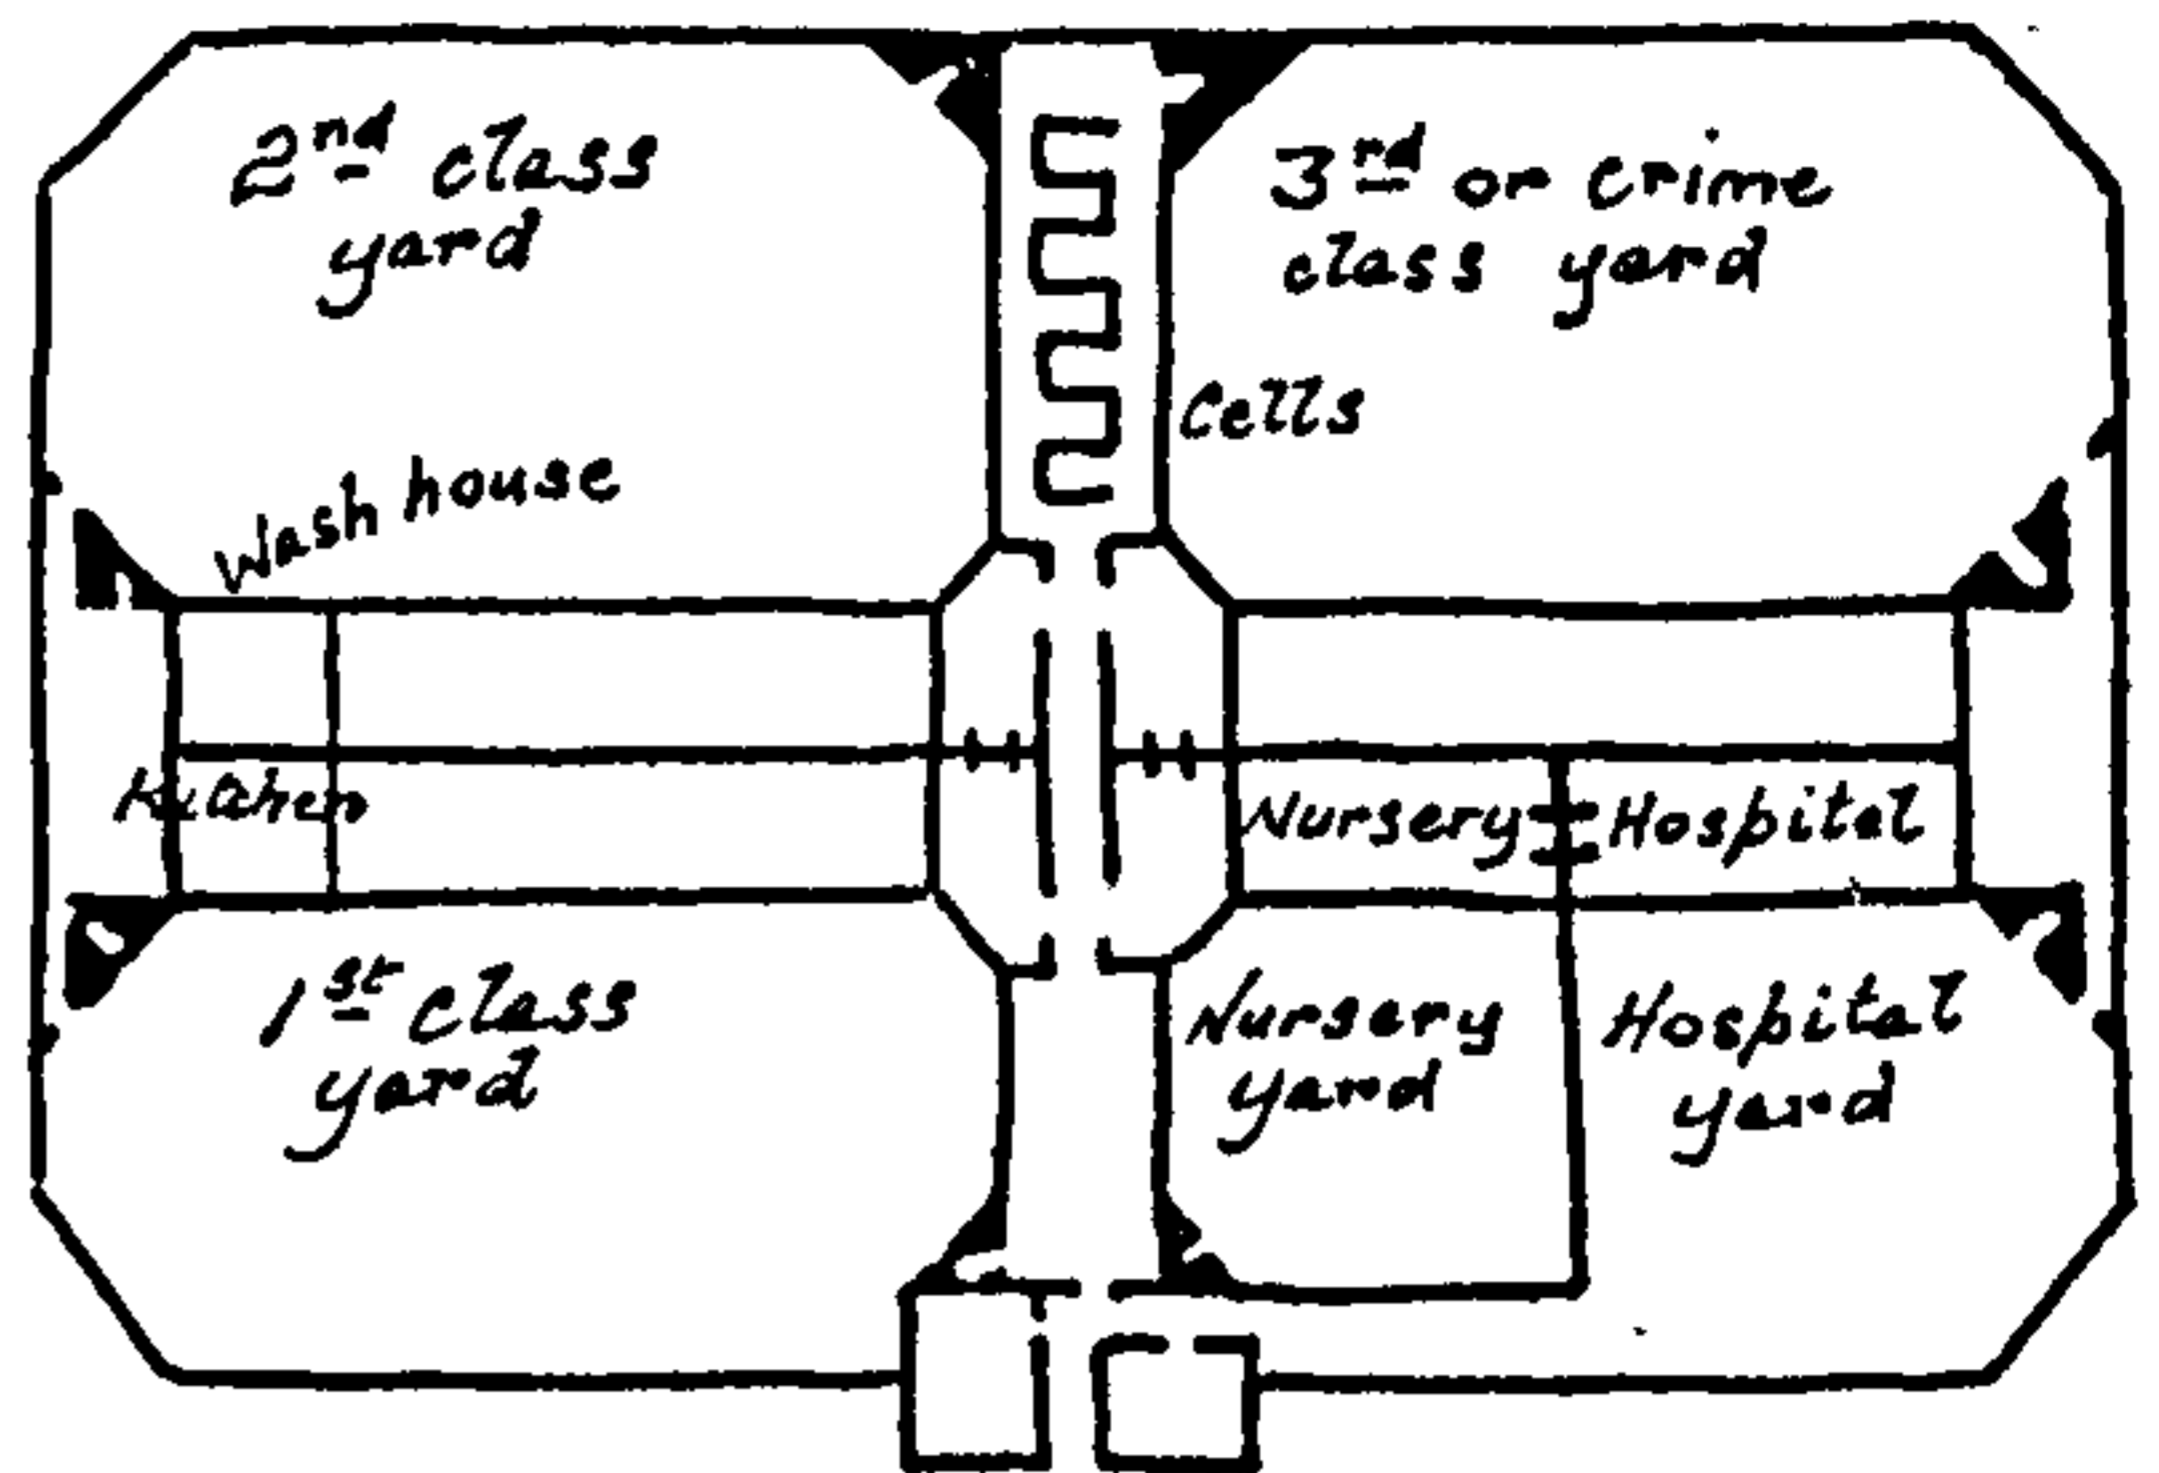 2nd class
yard
3rd or crime
class yard
Cells
Wash house
Kitchen
Nursery
Hospital
1st Class
yard
Nursery
yard
Hospital
yard